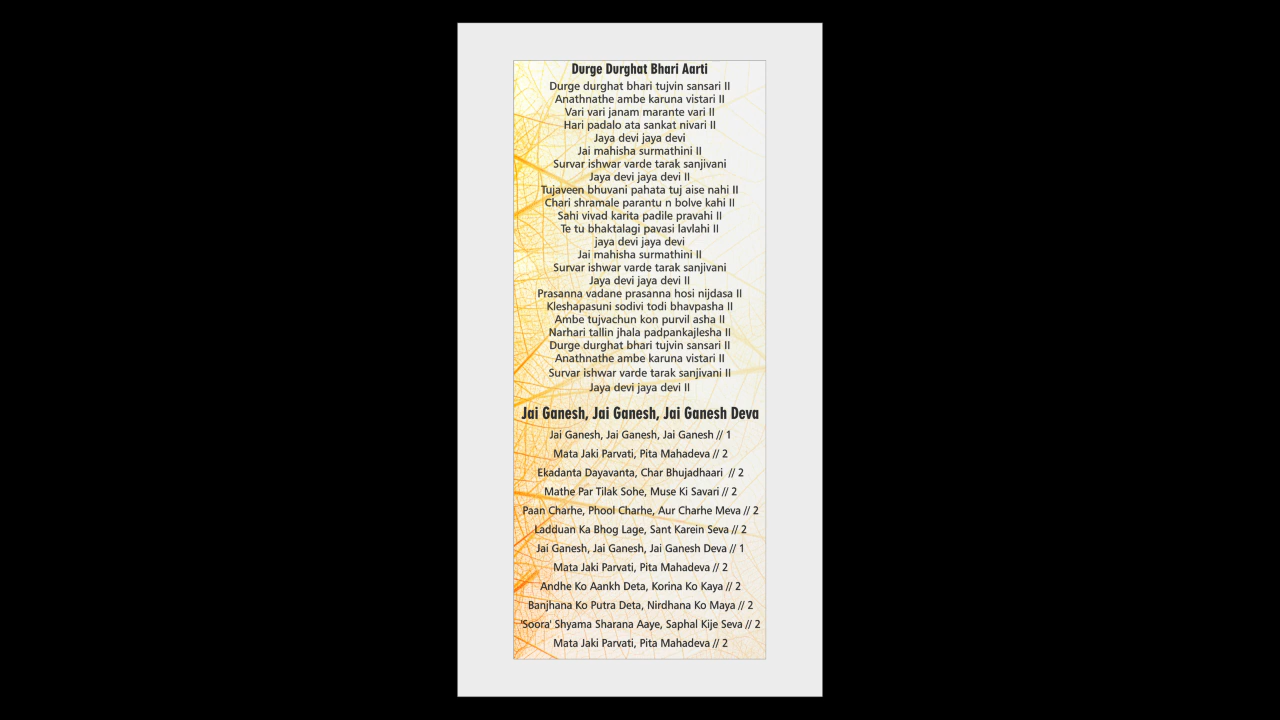 Durge Durghat Bhari Aarti
Durge durghat bhari tujvin sansari II
Anathnathe ambe karuna vistari II
Vari vari janam marante vari II
Hari padalo ata sankat nivari II
Jaya devi jaya devi
Jai mahisha surmathini II
Survar ishwar varde tarak sanjivani
Jaya devi jaya devi II
Tujaveen bhuvani pahata tuj aise nahi II
Chari shramale parantu n bolve kahi II
Sahi vivad karita padile pravahi II
Te tu bhaktalagi pavasi lavlahi II
jaya devi jaya devi
Jai mahisha surmathini II
Survar ishwar varde tarak sanjivani
Jaya devi jaya devi II
Prasanna vadane prasanna hosi nijdasa II
Kleshapasuni sodivi todi bhavpasha II
Ambe tujvachun kon purvil asha II
Narhari tallin jhala padpankajlesha II
Durge durghat bhari tujvin sansari II
Anathnathe ambe karuna vistari II
Survar ishwar varde tarak sanjivani II
Jaya devi jaya devi II
Jai Ganesh, Jai Ganesh, Jai Ganesh Deva
Jai Ganesh, Jai Ganesh, Jai Ganesh // 1
Mata Jaki Parvati, Pita Mahadeva // 2
Ekadanta Dayavanta, Char Bhujadhaari  // 2
Mathe Par Tilak Sohe, Muse Ki Savari // 2
Paan Charhe, Phool Charhe, Aur Charhe Meva // 2
Ladduan Ka Bhog Lage, Sant Karein Seva // 2
Jai Ganesh, Jai Ganesh, Jai Ganesh Deva // 1
Mata Jaki Parvati, Pita Mahadeva // 2
Andhe Ko Aankh Deta, Korina Ko Kaya // 2
Banjhana Ko Putra Deta, Nirdhana Ko Maya // 2
'Soora' Shyama Sharana Aaye, Saphal Kije Seva // 2
Mata Jaki Parvati, Pita Mahadeva // 2